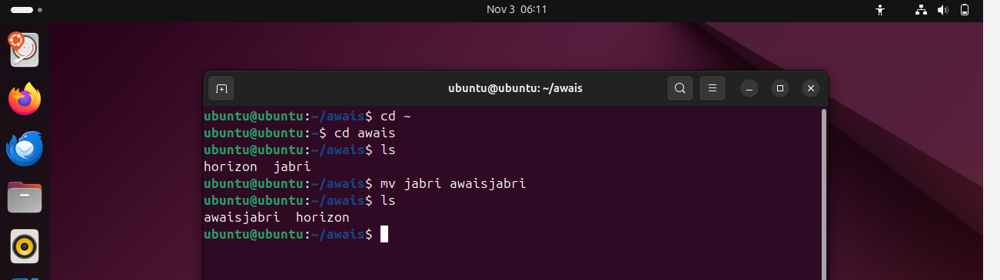 Nov 3 06:11
ubuntu@ubuntu: ~/awais
ubuntu@ubuntu:~/awais$ cd ~
ubuntu@ubuntu:~$ cd awais
ubuntu@ubuntu:~/awais$ ls
horizon  jabri
ubuntu@ubuntu:~/awais$ mv jabri awaisjabri
ubuntu@ubuntu:~/awais$ ls
awaisjabri  horizon
ubuntu@ubuntu:~/awais$